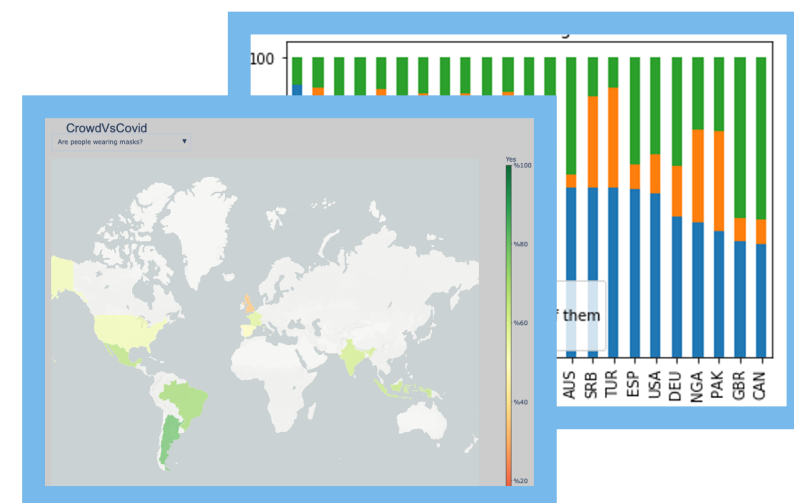 100
CrowdVsCovid
Are people wearing masks?
Yes
%100
%80
%60
%40
%20
them
AUS
SRB
TUR
ESP
USA
DEU
NGA
PAK
GBR
CAN